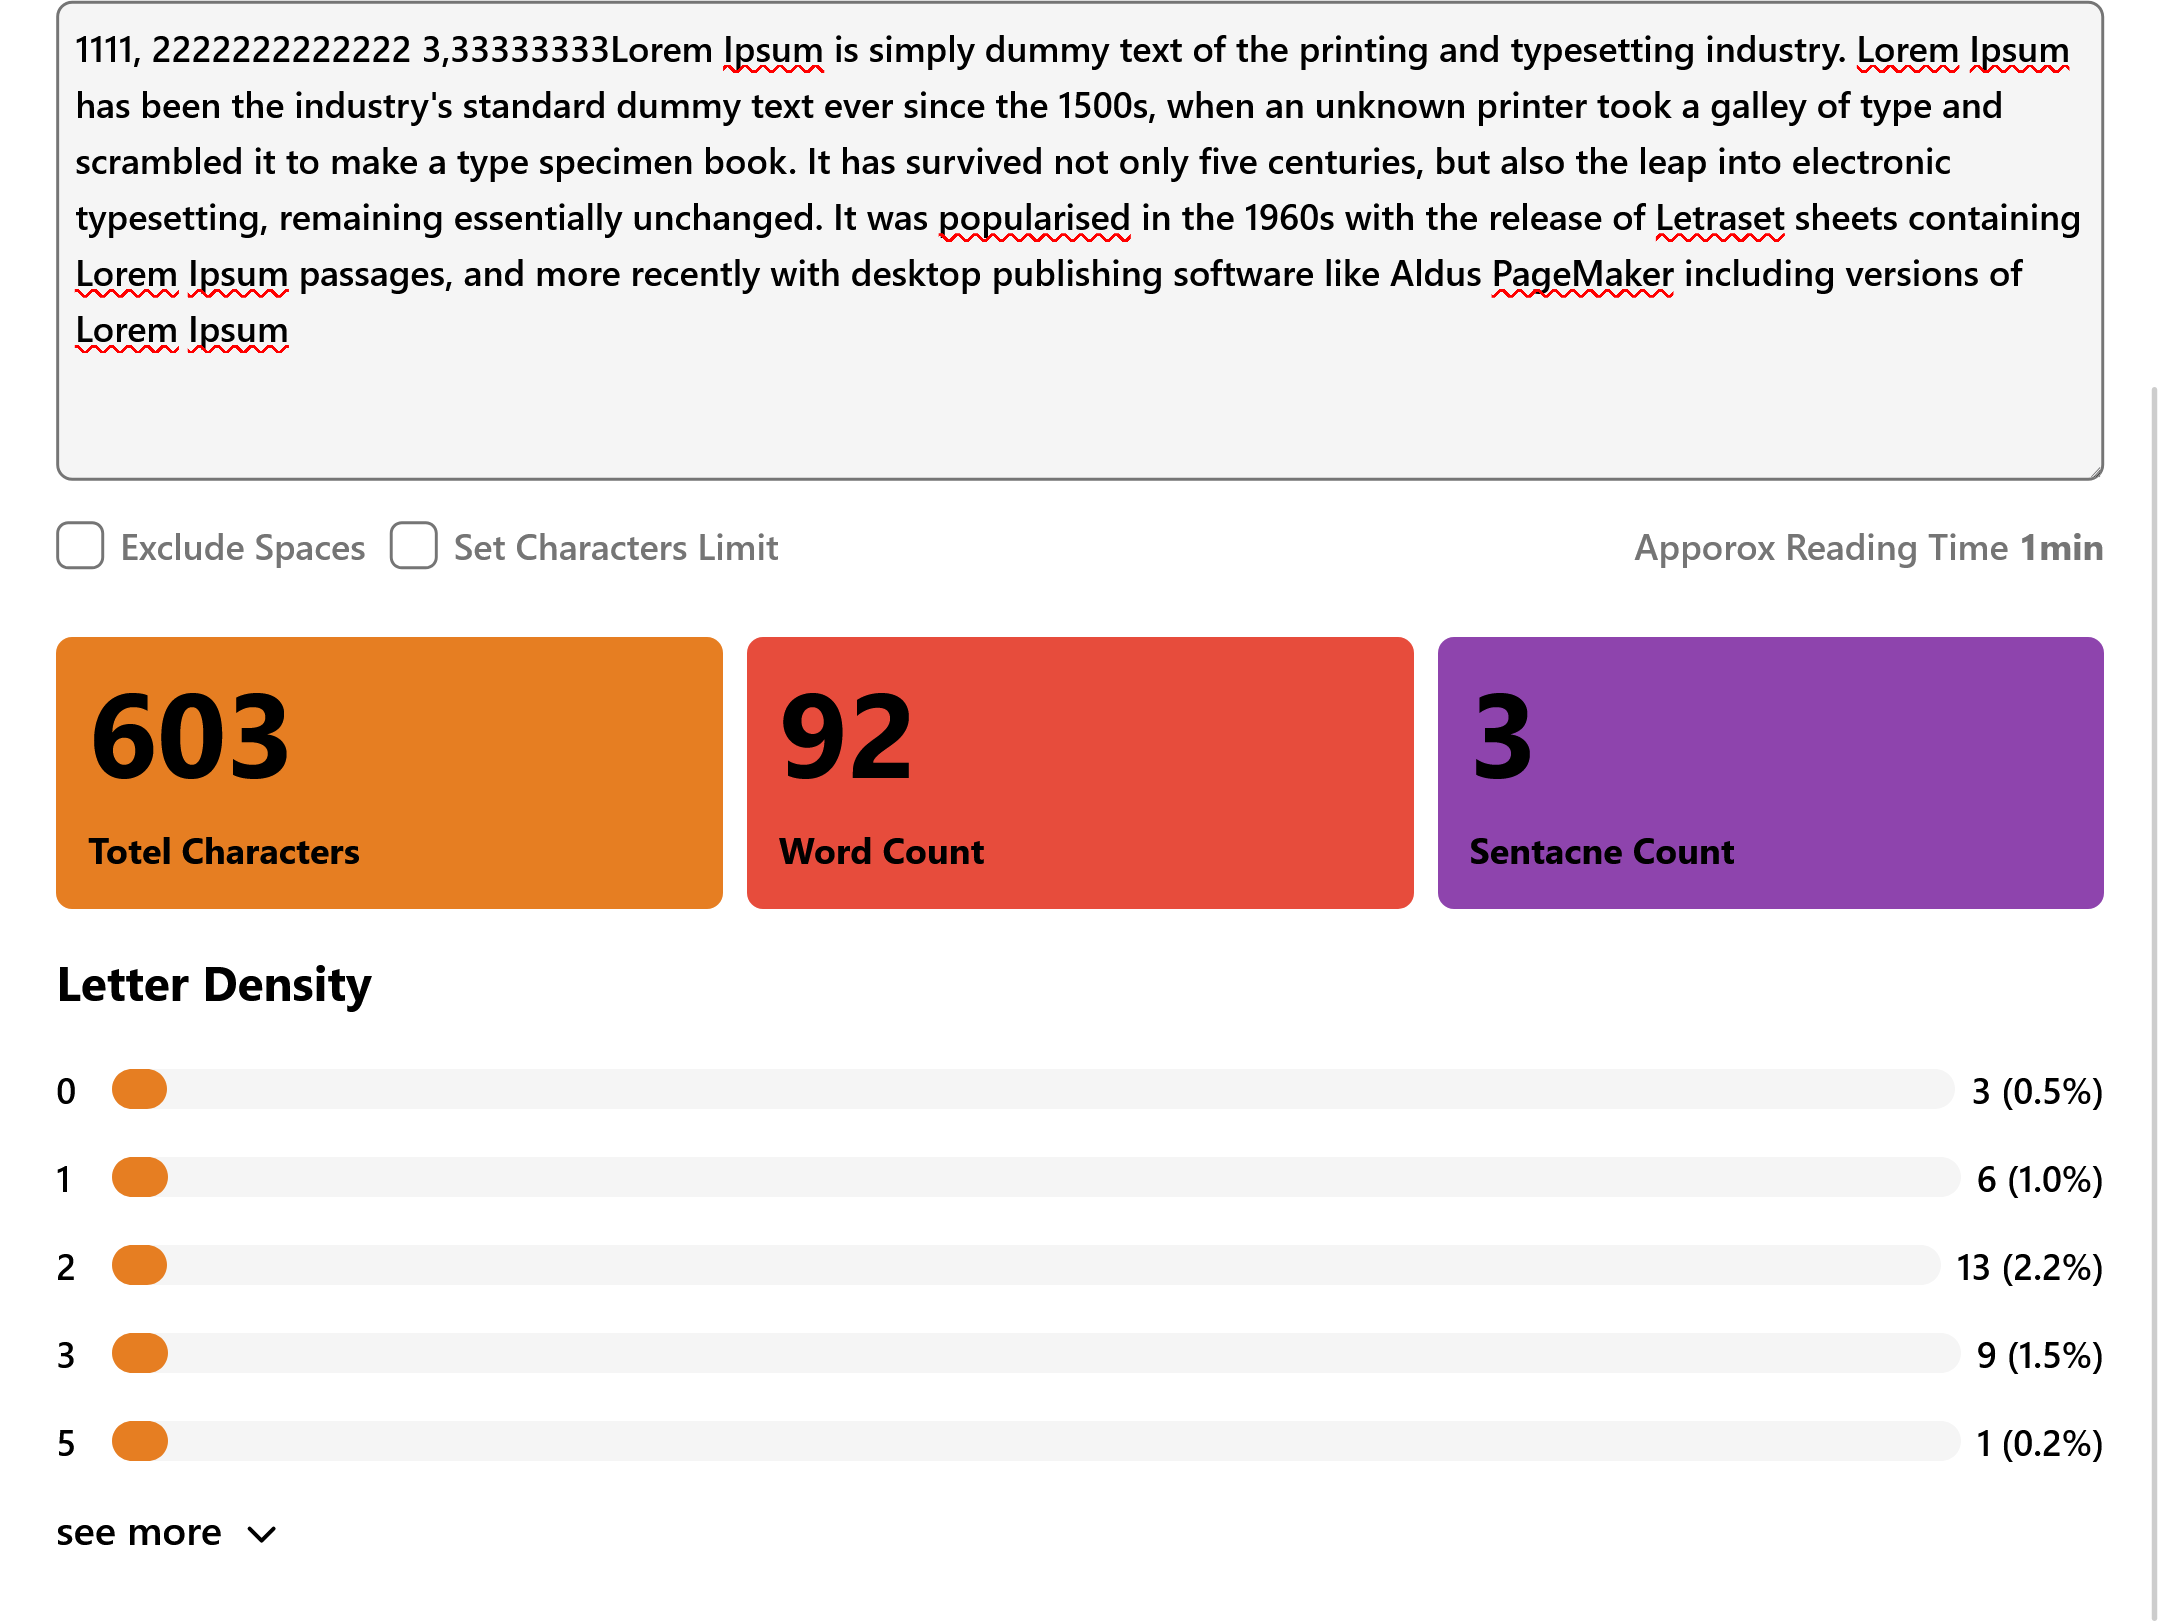 1111, 2222222222222 3,33333333Lorem Ipsum is simply dummy text of the printing and typesetting industry. Lorem Ipsum
has been the industry's standard dummy text ever since the 1500s, when an unknown printer took a galley of type and
scrambled it to make a type specimen book. It has survived not only five centuries, but also the leap into electronic
typesetting, remaining essentially unchanged. It was popularised in the 1960s with the release of Letraset sheets containing
Lorem Ipsum passages, and more recently with desktop publishing software like Aldus PageMaker including versions of
Lorem Ipsum
Exclude Spaces Set Characters Limit Apporox Reading Time 1min
603 92 3
Totel Characters Word Count Sentacne Count
Letter Density
0 3 (0.5%)
1 6 (1.0%)
2 13 (2.2%)
3 9 (1.5%)
5 1 (0.2%)
see more